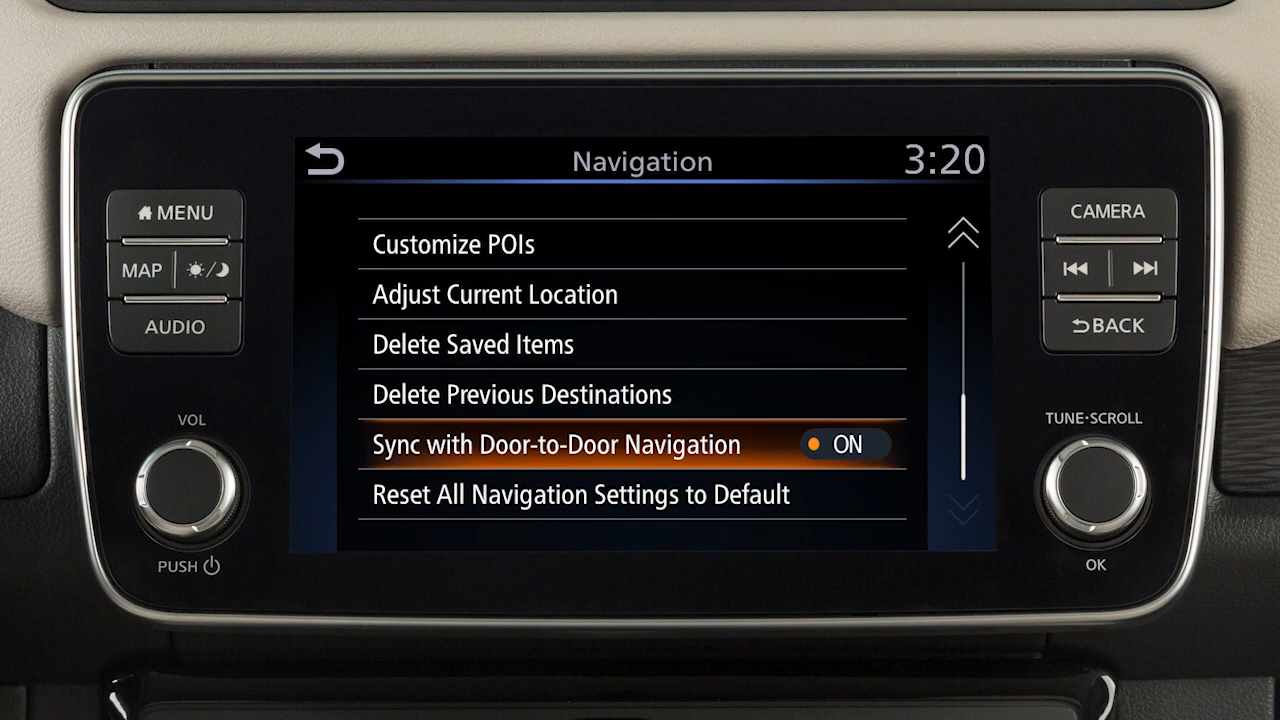 Navigation 3:20
MENU
MAP
AUDIO
VOL
PUSH
Customize POIs
Adjust Current Location
Delete Saved Items
Delete Previous Destinations
Sync with Door-to-Door Navigation ON
Reset All Navigation Settings to Default
CAMERA
BACK
TUNE·SCROLL
OK